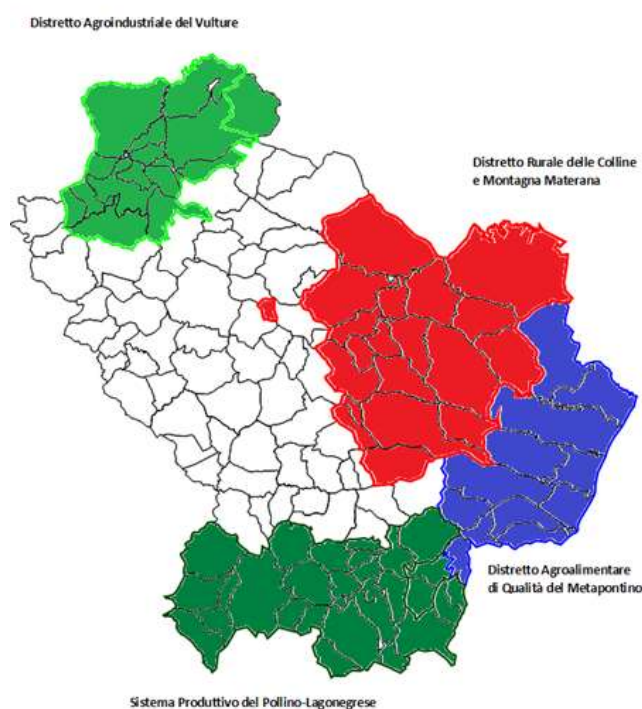 Distretto Agroindustriale del Vulture
Distretto Rurale delle Colline
e Montagna Materana
Distretto Agroalimentare
di Qualità del Metapontino
Sistema Produttivo del Pollino-Lagonegrese